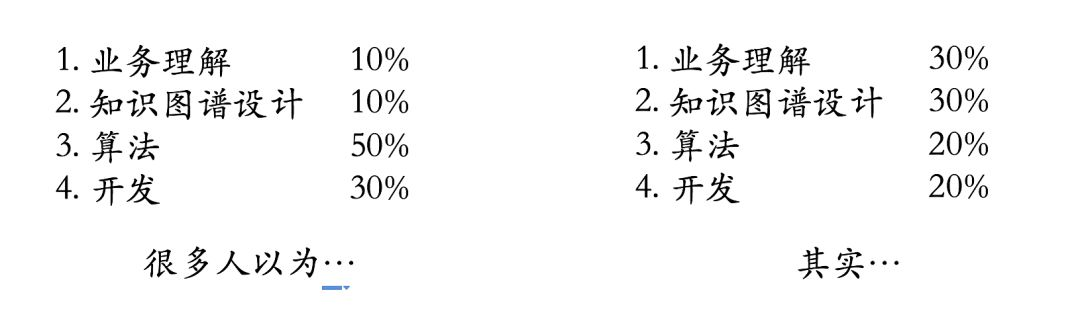 1. 业务理解 10%
2. 知识图谱设计 10%
3. 算法 50%
4. 开发 30%
很多人以为…
1. 业务理解 30%
2. 知识图谱设计 30%
3. 算法 20%
4. 开发 20%
其实…